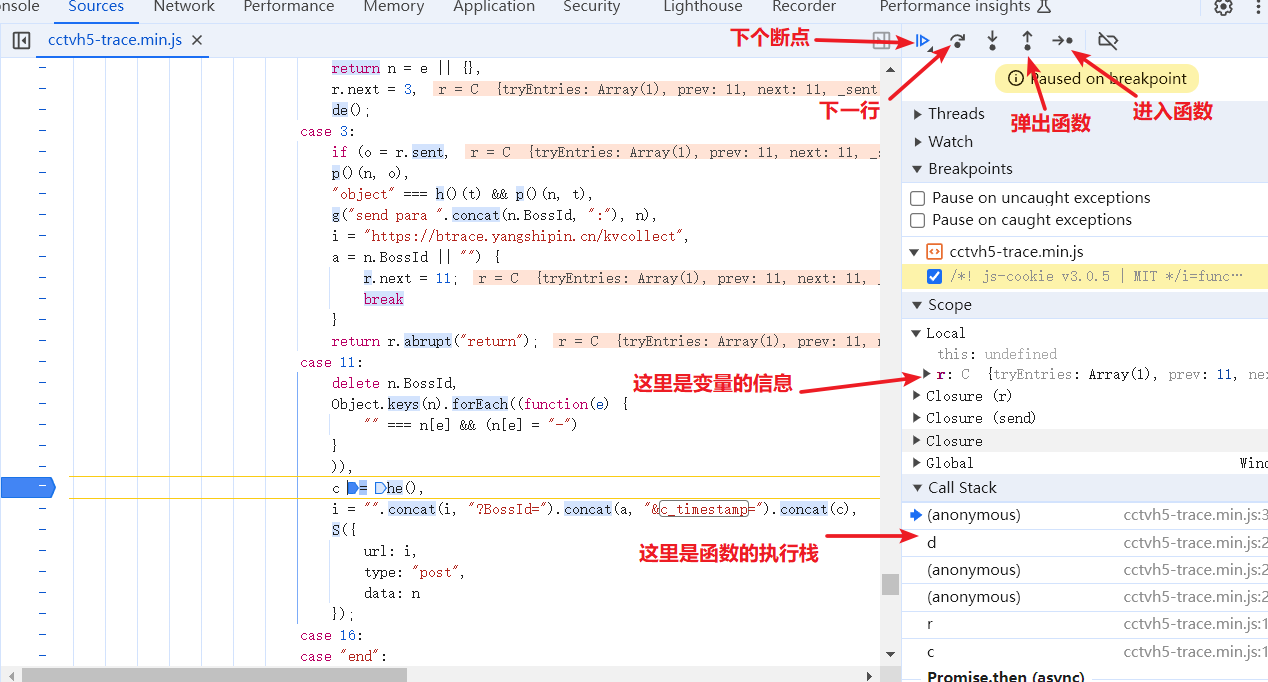 nsole Sources Network Performance Memory Application Security Lighthouse Recorder Performance insights
cctvh5-trace.min.js
return n = e || {},
r.next = 3, r = C {tryEntries: Array(1), prev: 11, next: 11, _sent
de();
case 3:
if (o = r.sent, r = C {tryEntries: Array(1), prev: 11, next: 11, _s
p()(n, o),
"object" === h()(t) && p()(n, t),
g("send para ".concat(n.BossId, ":"), n),
i = "https://btrace.yangshipin.cn/kvcollect",
a = n.BossId || "") {
r.next = 11; r = C {tryEntries: Array(1), prev: 11, next: 11,
break
}
return r.abrupt("return"); r = C {tryEntries: Array(1), prev: 11, n
case 11:
delete n.BossId,
Object.keys(n).forEach((function(e) {
"" === n[e] && (n[e] = "-")
}
)),
c = he(),
i = "".concat(i, "?BossId=").concat(a, "&c_timestamp=").concat(c),
S({
url: i,
type: "post",
data: n
});
case 16:
case "end":
下个断点
下一行
弹出函数
进入函数
这里是变量的信息
这里是函数的执行栈
Paused on breakpoint
Threads
Watch
Breakpoints
Pause on uncaught exceptions
Pause on caught exceptions
cctvh5-trace.min.js
/*! js-cookie v3.0.5 | MIT */i=func…
Scope
Local
this: undefined
r: C {tryEntries: Array(1), prev: 11, nex
Closure (r)
Closure (send)
Closure
Global Wind
Call Stack
(anonymous) cctvh5-trace.min.js:3
d cctvh5-trace.min.js:2
(anonymous) cctvh5-trace.min.js:2
(anonymous) cctvh5-trace.min.js:2
r cctvh5-trace.min.js:1
c cctvh5-trace.min.js:1
Promise.then (async)